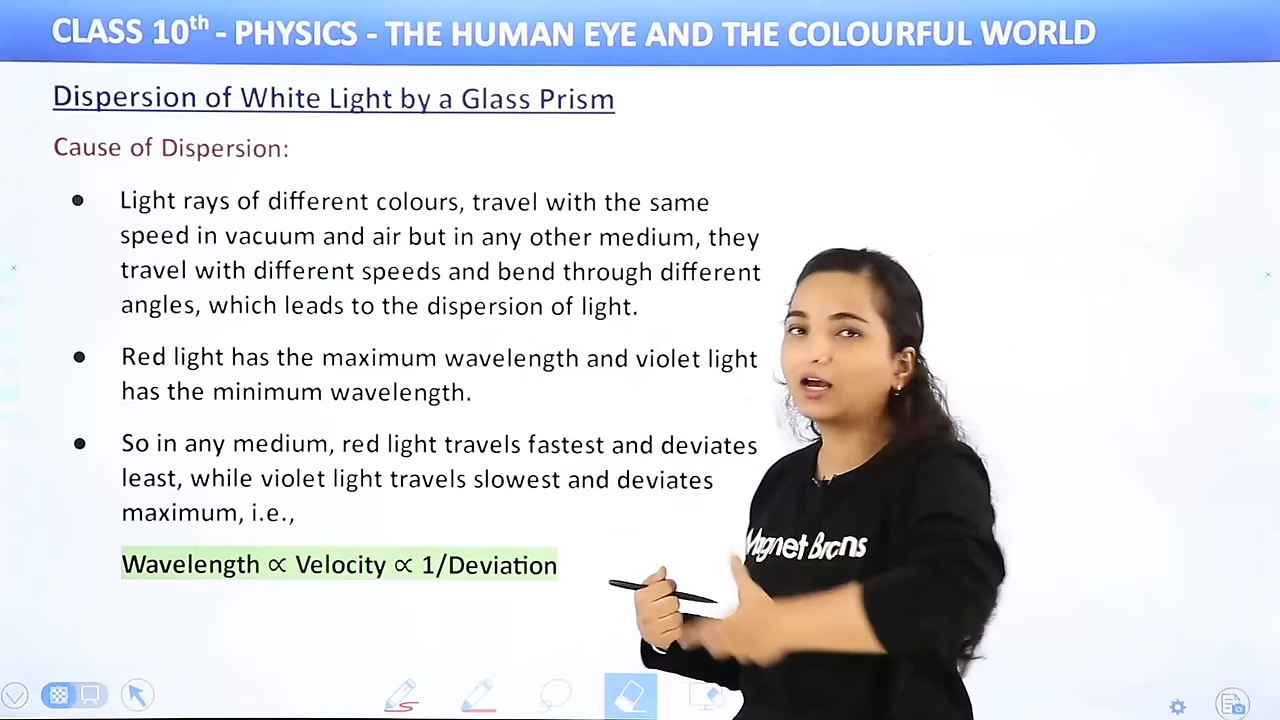 CLASS 10th - PHYSICS - THE HUMAN EYE AND THE COLOURFUL WORLD
Dispersion of White Light by a Glass Prism
Cause of Dispersion:
● Light rays of different colours, travel with the same
speed in vacuum and air but in any other medium, they
travel with different speeds and bend through different
angles, which leads to the dispersion of light.
● Red light has the maximum wavelength and violet light
has the minimum wavelength.
● So in any medium, red light travels fastest and deviates
least, while violet light travels slowest and deviates
maximum, i.e.,
Wavelength ∝ Velocity ∝ 1/Deviation
Magnet Brains